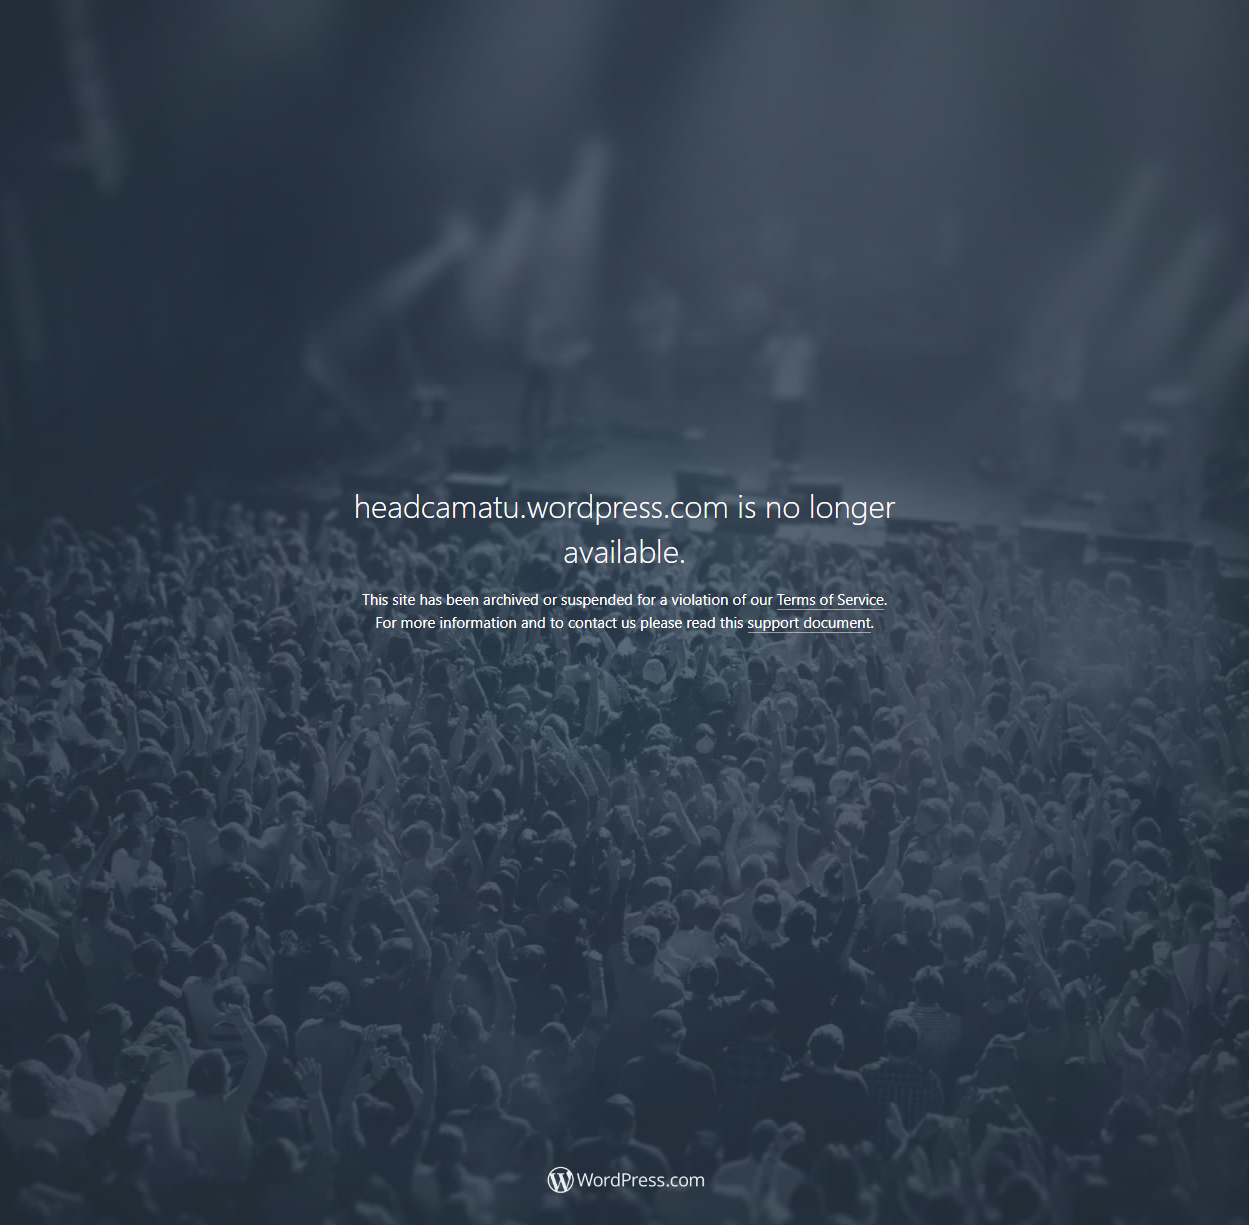 headcamatu.wordpress.com is no longer
available.
This site has been archived or suspended for a violation of our Terms of Service.
For more information and to contact us please read this support document.
WordPress.com